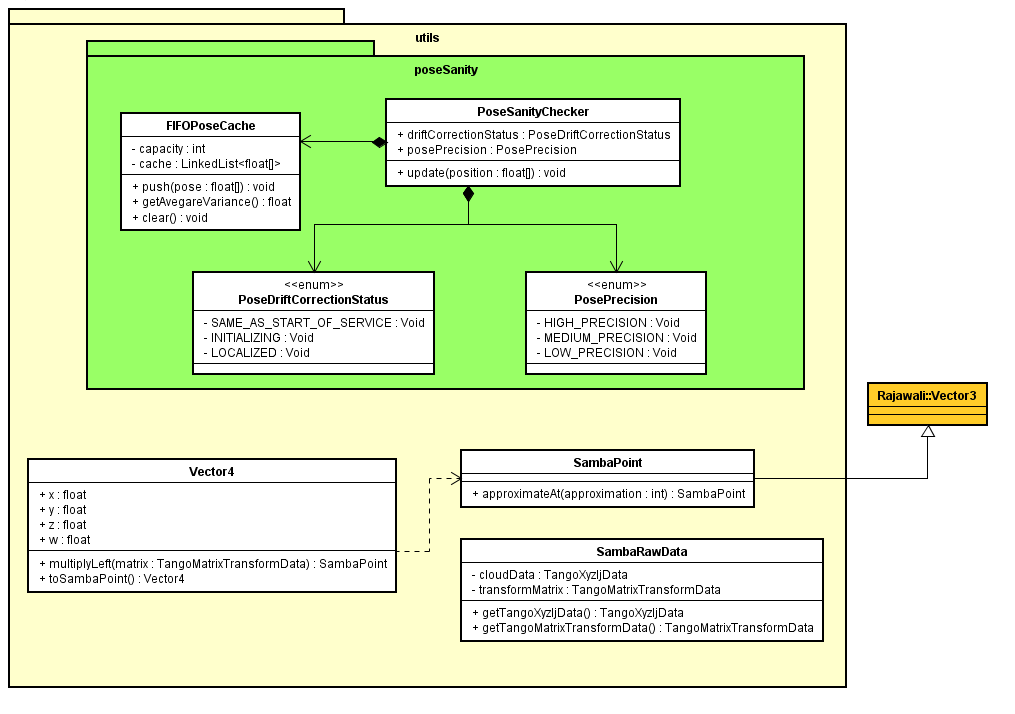 utils
poseSanity
FIFOPoseCache
- capacity : int
- cache : LinkedList<float[]>
+ push(pose : float[]) : void
+ getAvegareVariance() : float
+ clear() : void
PoseSanityChecker
+ driftCorrectionStatus : PoseDriftCorrectionStatus
+ posePrecision : PosePrecision
+ update(position : float[]) : void
<<enum>>
PoseDriftCorrectionStatus
- SAME_AS_START_OF_SERVICE : Void
- INITIALIZING : Void
- LOCALIZED : Void
<<enum>>
PosePrecision
- HIGH_PRECISION : Void
- MEDIUM_PRECISION : Void
- LOW_PRECISION : Void
Rajawali::Vector3
Vector4
+ x : float
+ y : float
+ z : float
+ w : float
+ multiplyLeft(matrix : TangoMatrixTransformData) : SambaPoint
+ toSambaPoint() : Vector4
SambaPoint
+ approximateAt(approximation : int) : SambaPoint
SambaRawData
- cloudData : TangoXyzIjData
- transformMatrix : TangoMatrixTransformData
+ getTangoXyzIjData() : TangoXyzIjData
+ getTangoMatrixTransformData() : TangoMatrixTransformData